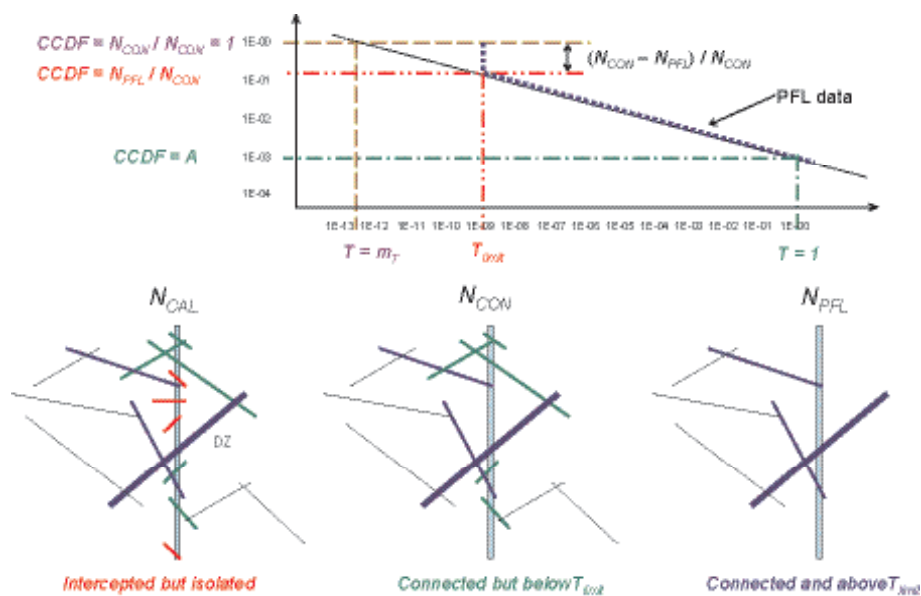 CCDF = N_CON / N_CON = 1
1E-00
(N_CON – N_PFL) / N_CON
CCDF = N_PFL / N_CON
1E-01
PFL data
1E-02
CCDF = A
1E-03
1E-04
1E-13 1E-12 1E-11 1E-10 1E-09 1E-08 1E-07 1E-06 1E-05 1E-04 1E-03 1E-02 1E-01 1E-00
T = m_T
T_limit
T = 1
N_CAL
N_CON
N_PFL
DZ
Intercepted but isolated
Connected but below T_limit
Connected and above T_limit